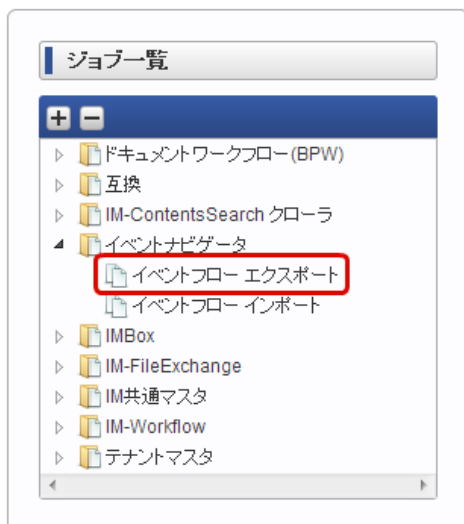 ジョブ一覧
ドキュメントワークフロー(BPW)
互換
IM-ContentsSearch クローラ
イベントナビゲータ
イベントフロー エクスポート
イベントフロー インポート
IMBox
IM-FileExchange
IM共通マスタ
IM-Workflow
テナントマスタ